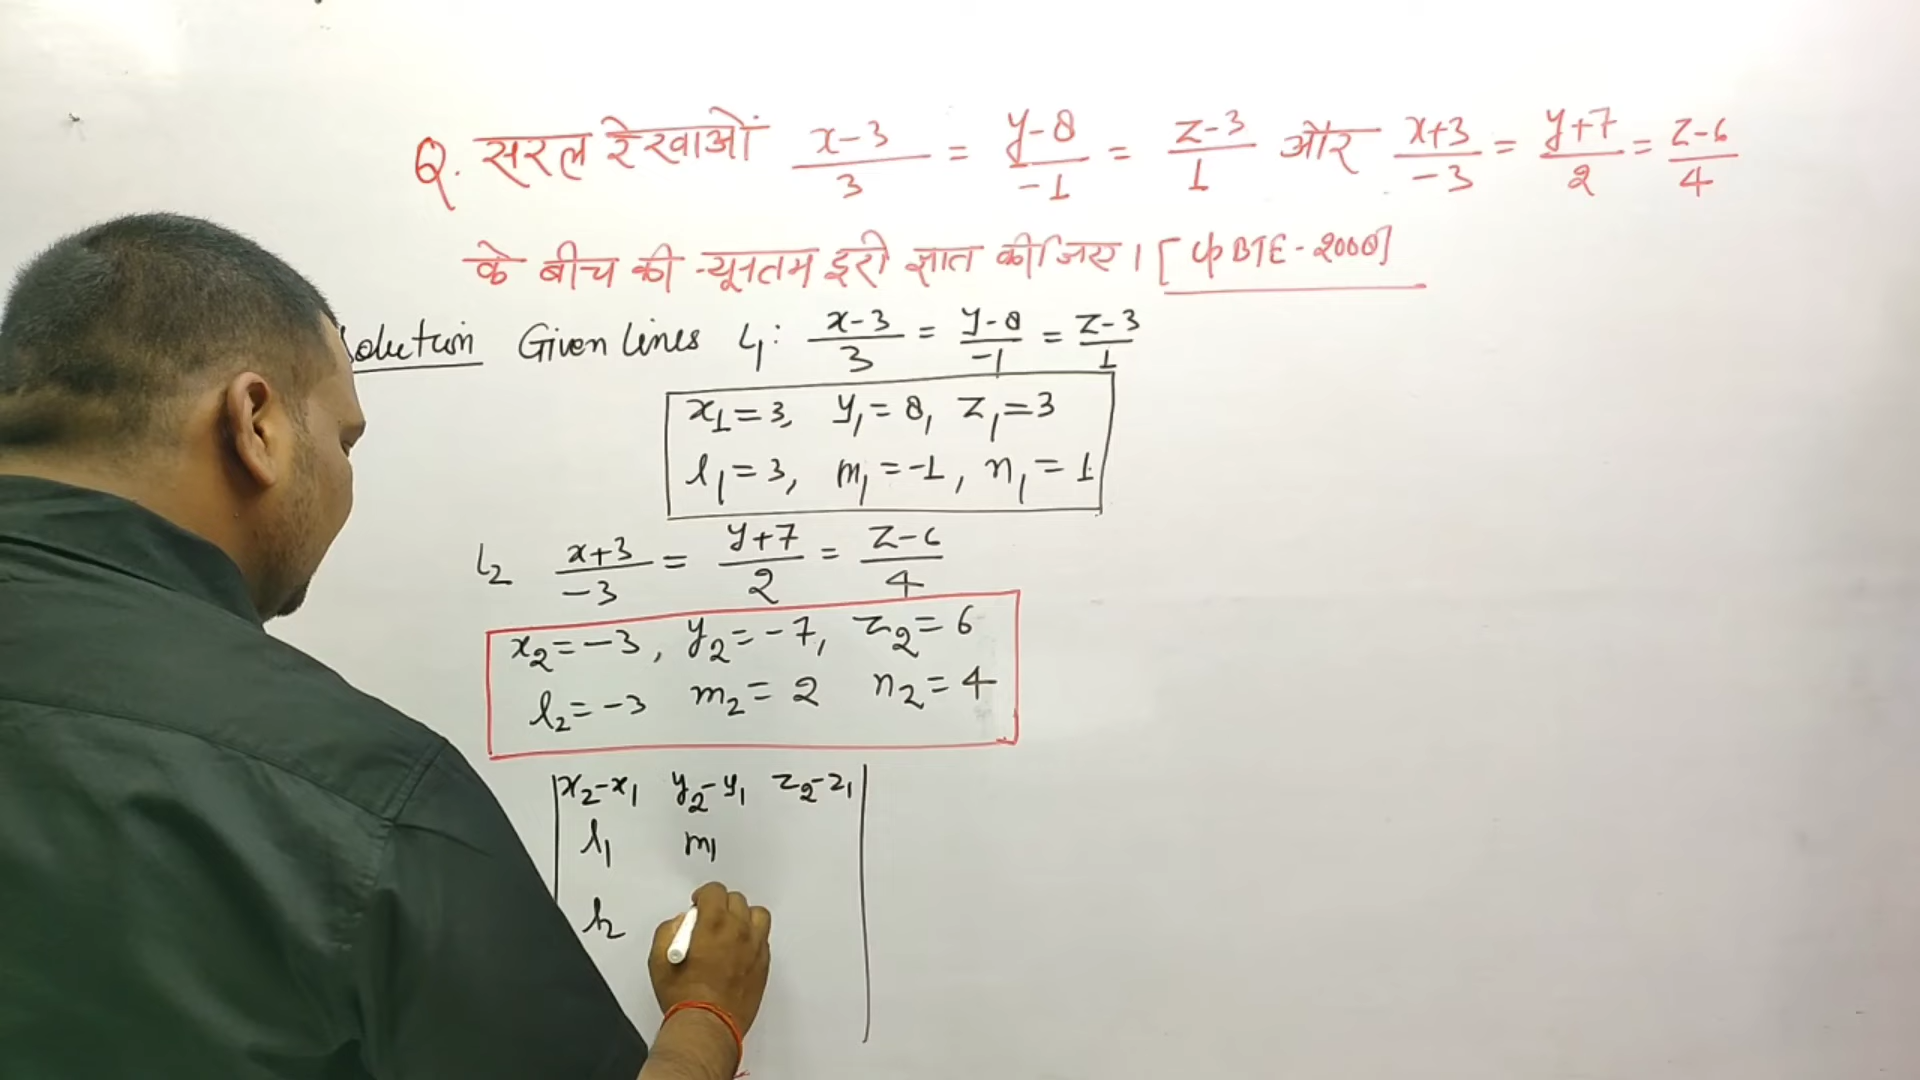 Q. सरल रेखाओं x-3/3 = y-8/-1 = z-3/1 और x+3/-3 = y+7/2 = z-6/4
के बीच की न्यूनतम दूरी ज्ञात कीजिए। [UPBTE-2000]
Solution Given lines L1: x-3/3 = y-8/-1 = z-3/1
x1=3, y1=8, z1=3
l1=3, m1=-1, n1=1
L2 x+3/-3 = y+7/2 = z-6/4
x2=-3, y2=-7, z2=6
l2=-3 m2=2 n2=4
x2-x1 y2-y1 z2-z1
l1 m1
l2